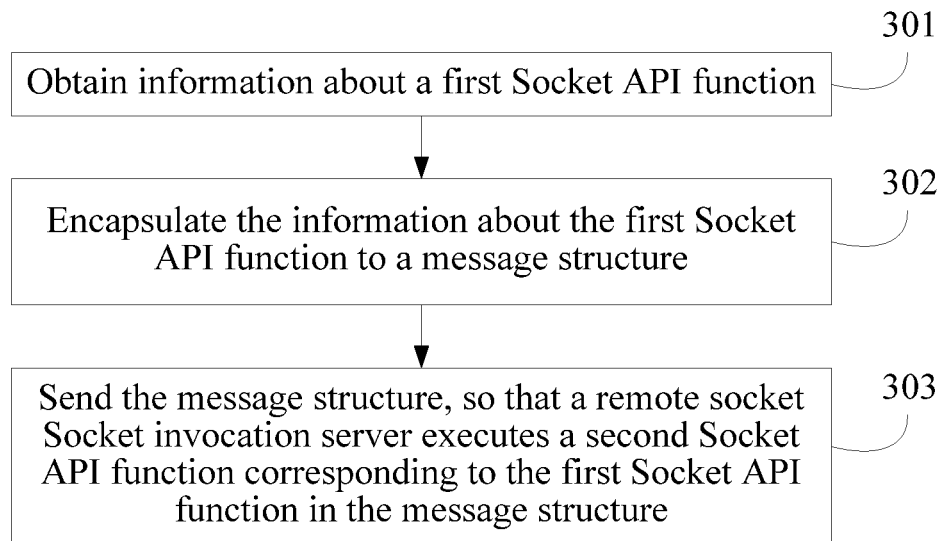 301
Obtain information about a first Socket API function
302
Encapsulate the information about the first Socket
API function to a message structure
303
Send the message structure, so that a remote socket
Socket invocation server executes a second Socket
API function corresponding to the first Socket API
function in the message structure